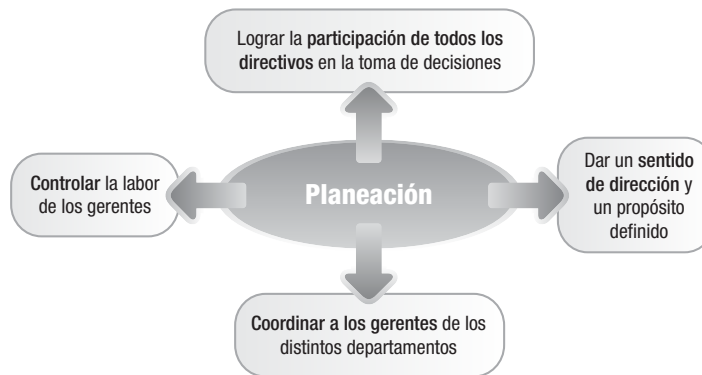 Lograr la participación de todos los
directivos en la toma de decisiones
Controlar la labor
de los gerentes
Planeación
Dar un sentido
de dirección y
un propósito
definido
Coordinar a los gerentes de los
distintos departamentos